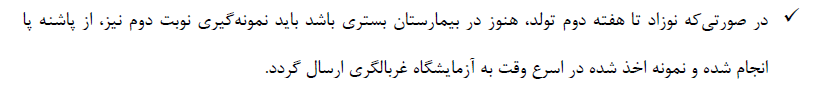 ✓ در صورتی‌که نوزاد تا هفته دوم تولد، هنوز در بیمارستان بستری باشد باید نمونه‌گیری نوبت دوم نیز، از پاشنه پا
انجام شده و نمونه اخذ شده در اسرع وقت به آزمایشگاه غربالگری ارسال گردد.